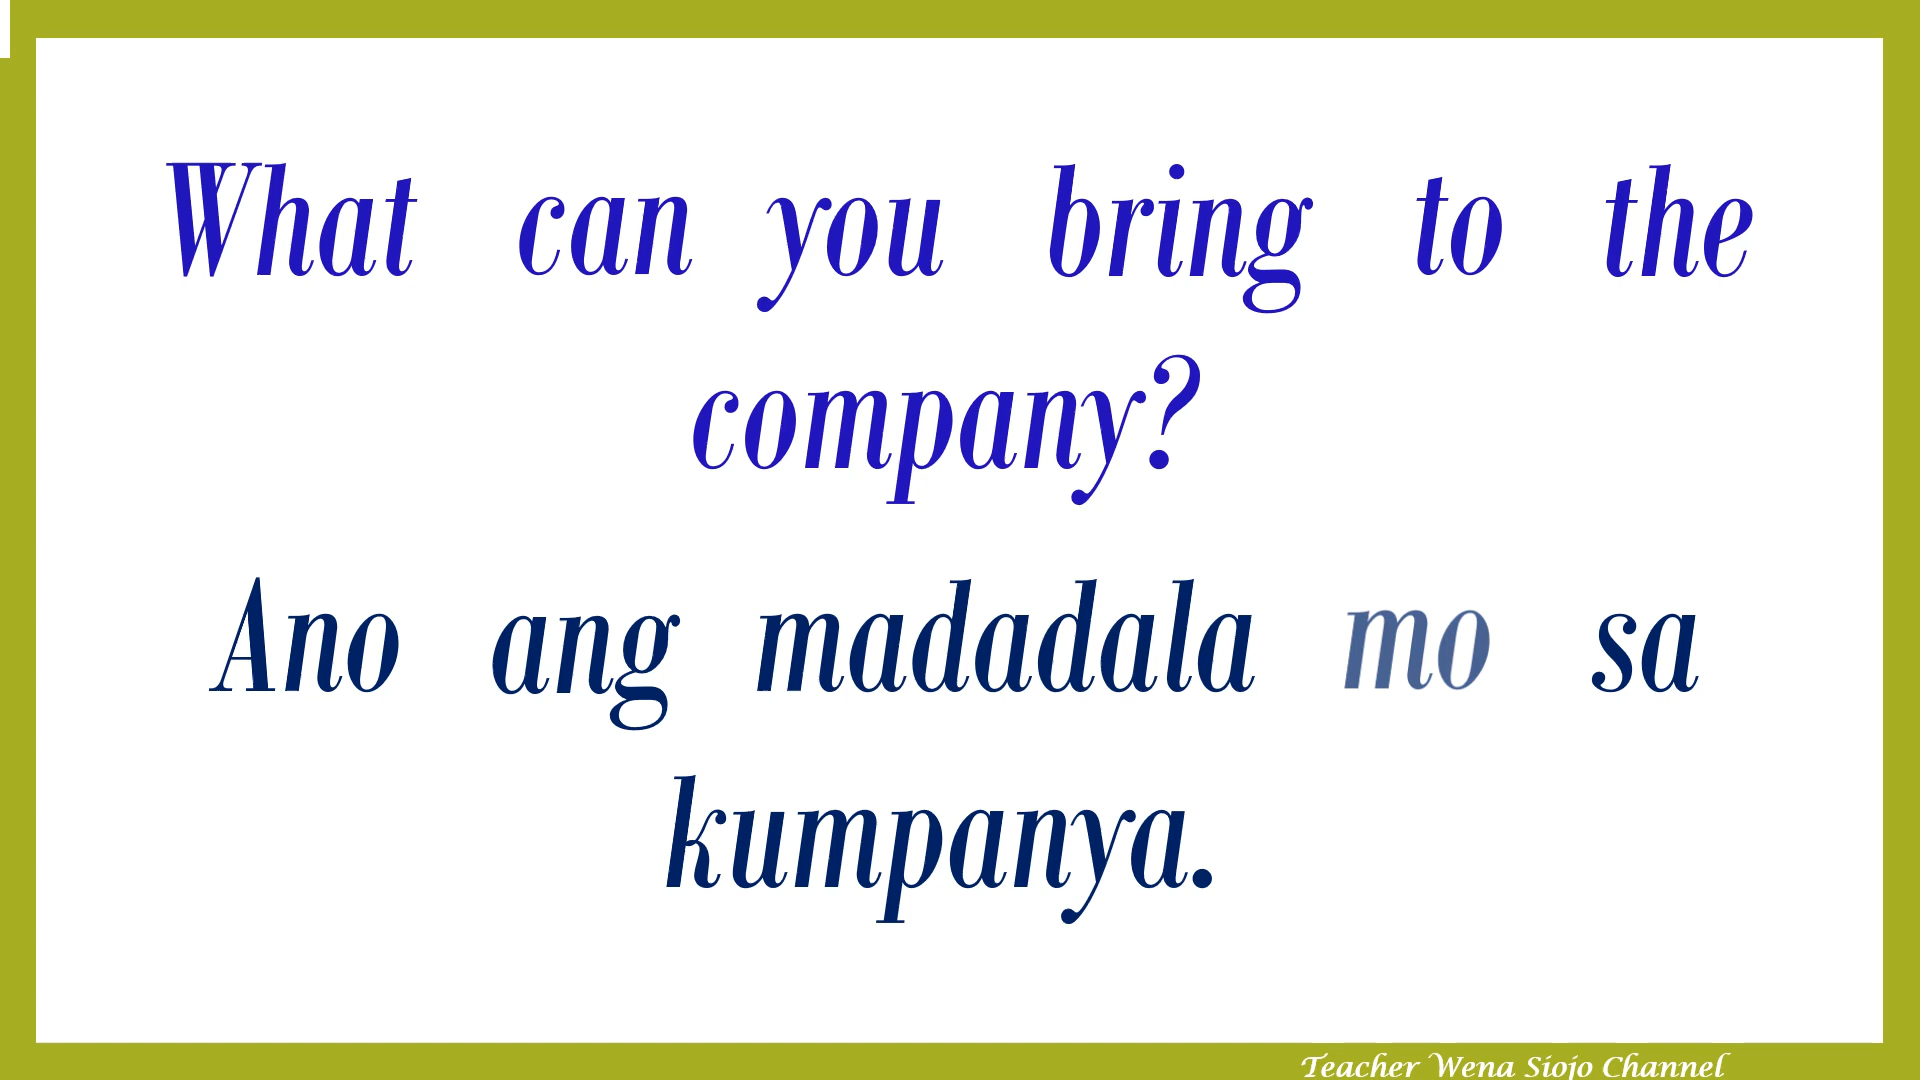 What can you bring to the
company?
Ano ang madadala mo sa
kumpanya.
Teacher Wena Siojo Channel